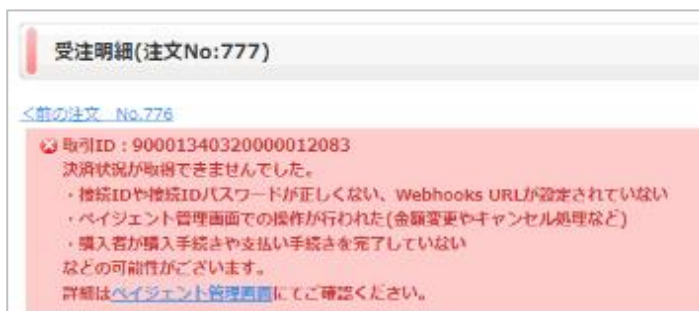 受注明細(注文No:777)
<前の注文 No.776
取引ID：90001340320000012083
決済状況が取得できませんでした。
・接続IDや接続IDパスワードが正しくない、Webhooks URLが設定されていない
・ペイジェント管理画面での操作が行われた(金額変更やキャンセル処理など)
・購入者が購入手続きや支払い手続きを完了していない
などの可能性がございます。
詳細はペイジェント管理画面にてご確認ください。